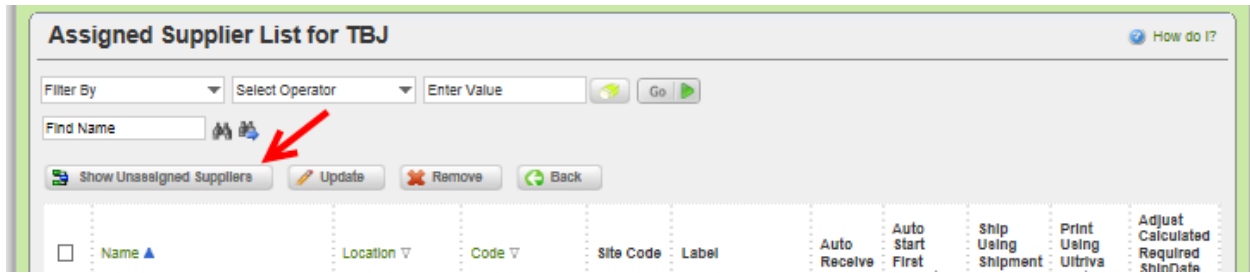 Assigned Supplier List for TBJ
How do I?
Filter By Select Operator Enter Value Go
Find Name
Show Unassigned Suppliers Update Remove Back
Name Location Code Site Code Label
Auto
Receive
Auto
Start
First
Ship
Using
Shipment
Print
Using
Ultriva
Adjust
Calculated
Required
ShipDate